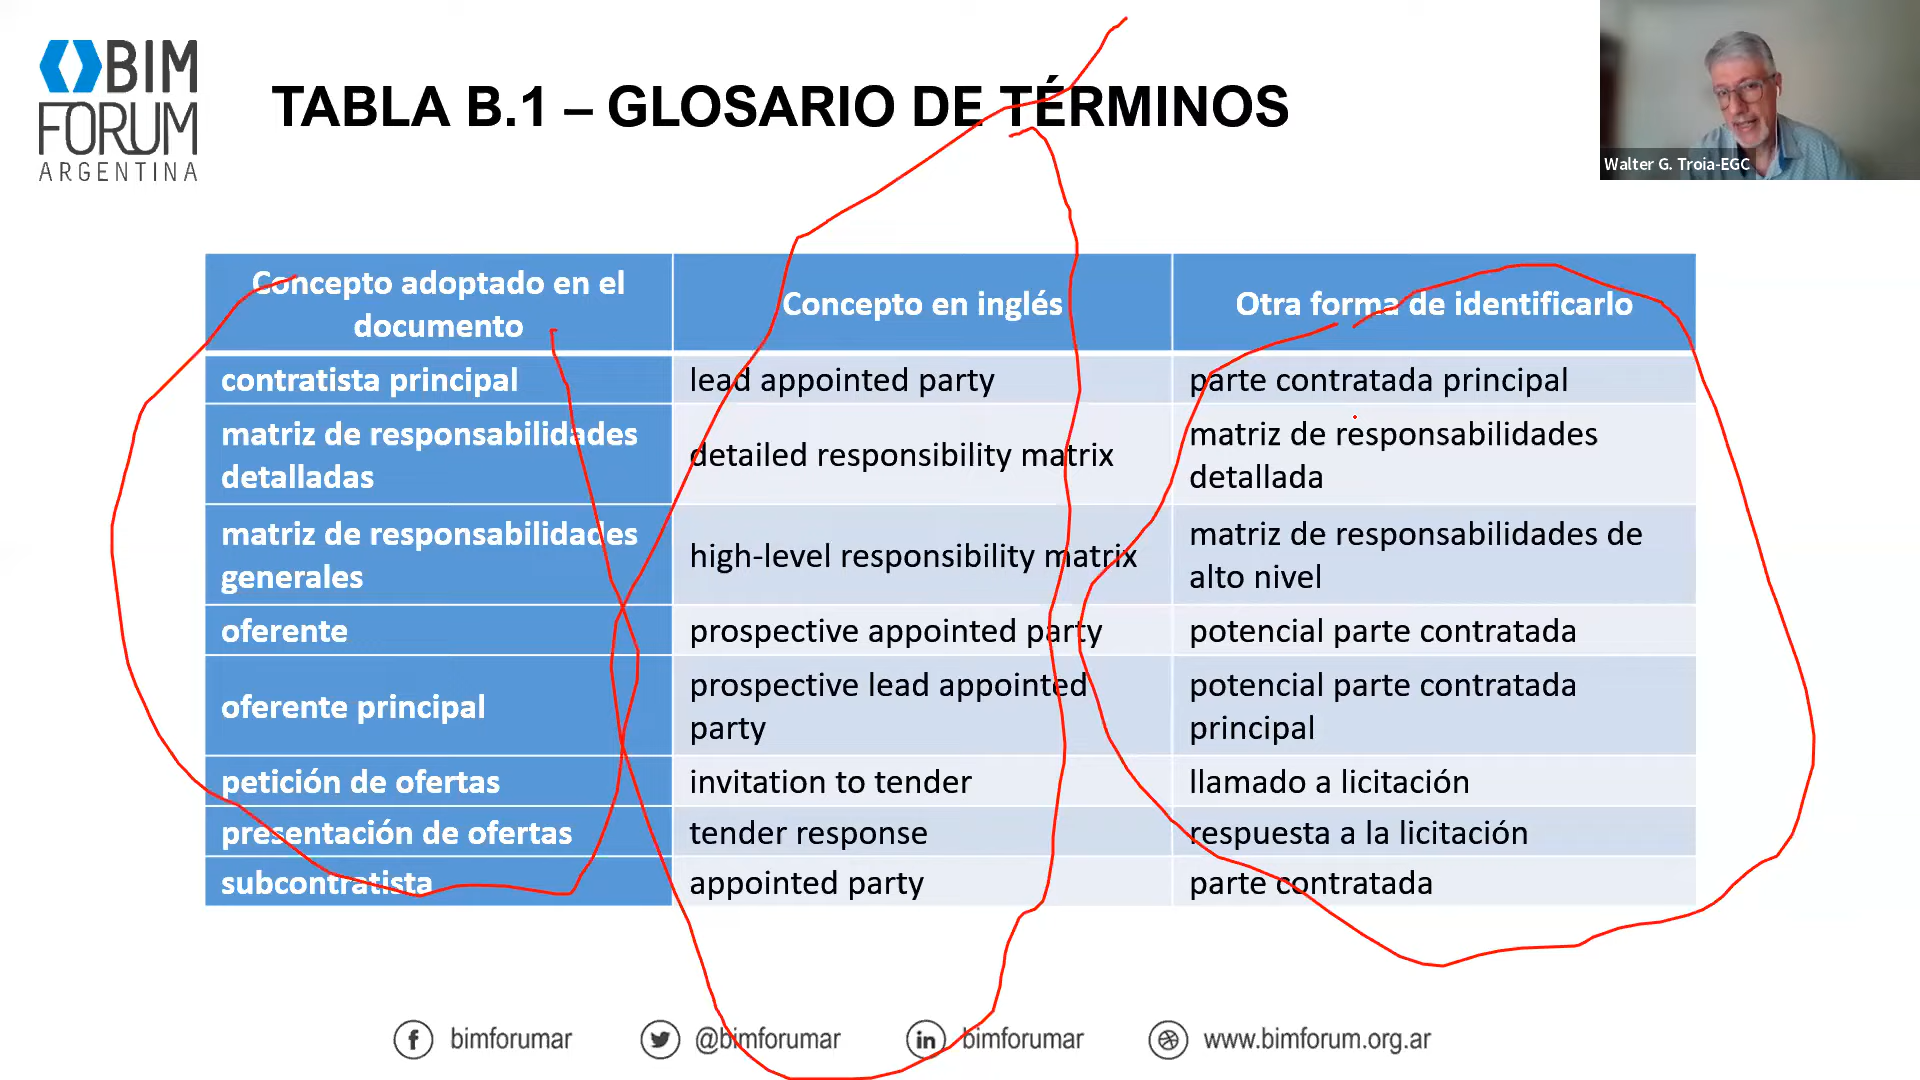 BIM
FORUM
ARGENTINA
TABLA B.1 – GLOSARIO DE TÉRMINOS
Walter G. Troia-EGC
Concepto adoptado en el
documento
Concepto en inglés
Otra forma de identificarlo
contratista principal
lead appointed party
parte contratada principal
matriz de responsabilidades
detalladas
detailed responsibility matrix
matriz de responsabilidades
detallada
matriz de responsabilidades
generales
high-level responsibility matrix
matriz de responsabilidades de
alto nivel
oferente
prospective appointed party
potencial parte contratada
oferente principal
prospective lead appointed
party
potencial parte contratada
principal
petición de ofertas
invitation to tender
llamado a licitación
presentación de ofertas
tender response
respuesta a la licitación
subcontratista
appointed party
parte contratada
bimforumar
@bimforumar
bimforumar
www.bimforum.org.ar